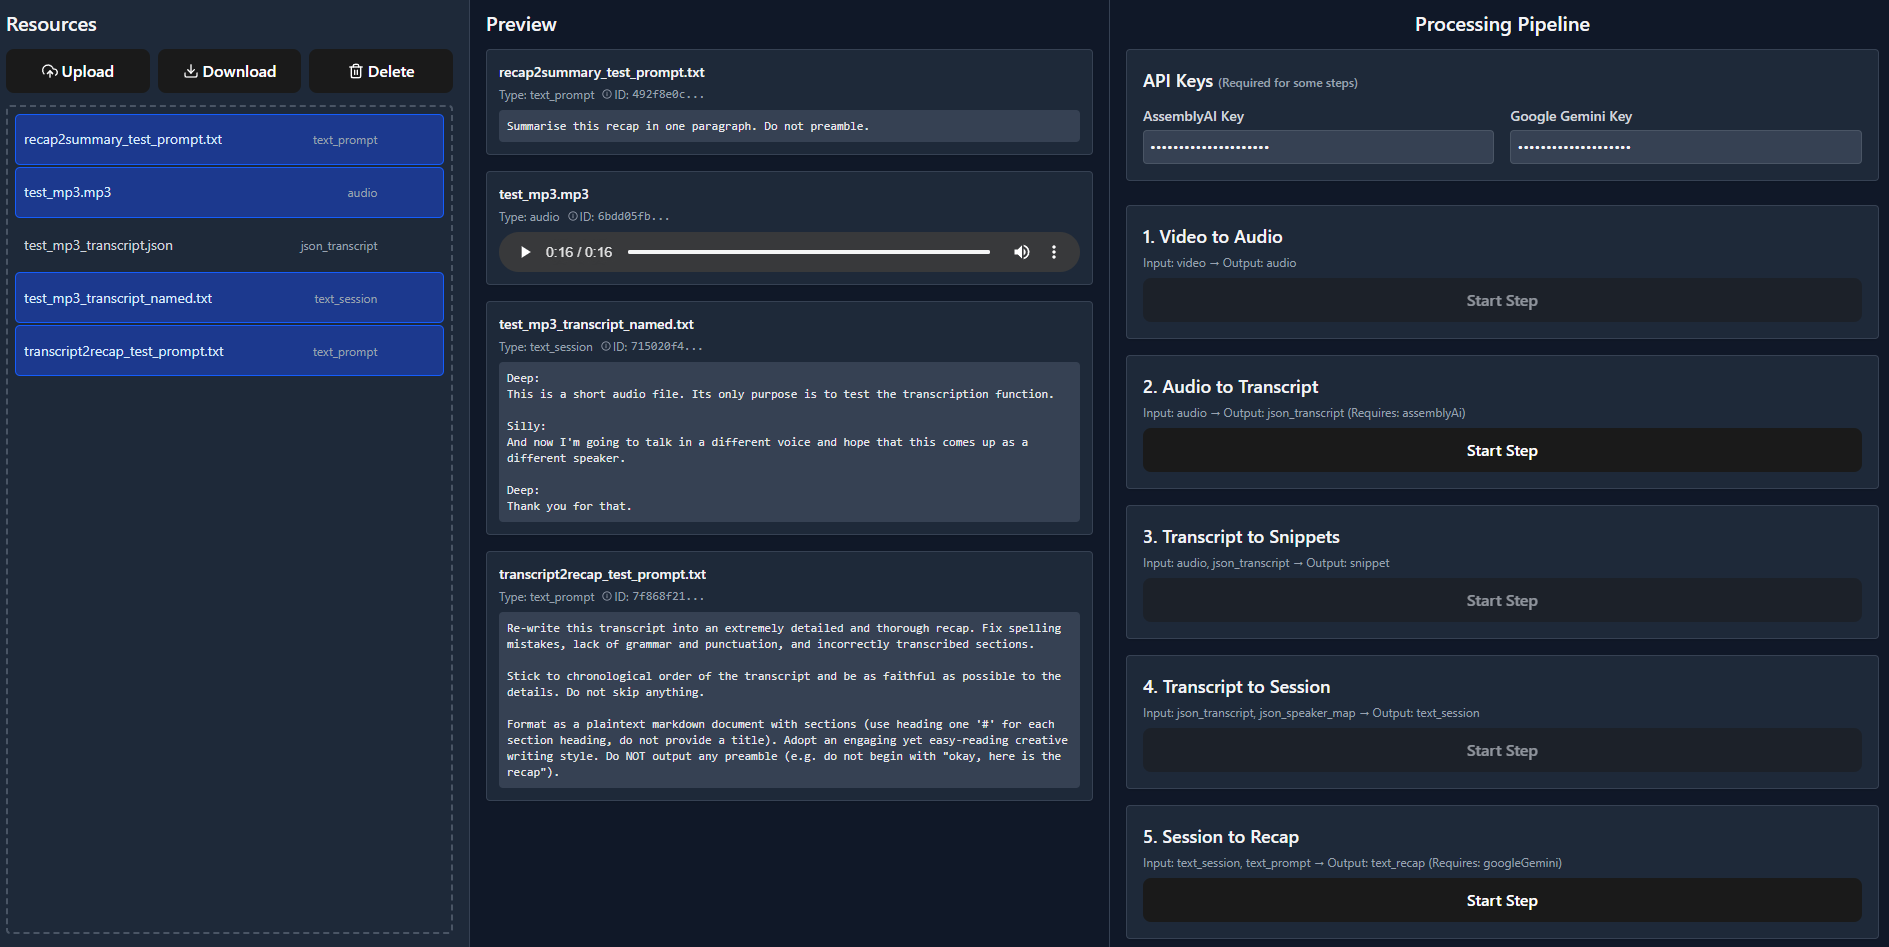 Resources
Upload
Download
Delete
recap2summary_test_prompt.txt text_prompt
test_mp3.mp3 audio
test_mp3_transcript.json json_transcript
test_mp3_transcript_named.txt text_session
transcript2recap_test_prompt.txt text_prompt
Preview
recap2summary_test_prompt.txt
Type: text_prompt ID: 492f8e0c...
Summarise this recap in one paragraph. Do not preamble.
test_mp3.mp3
Type: audio ID: 6bdd05fb...
0:16 / 0:16
test_mp3_transcript_named.txt
Type: text_session ID: 715020f4...
Deep:
This is a short audio file. Its only purpose is to test the transcription function.
Silly:
And now I'm going to talk in a different voice and hope that this comes up as a
different speaker.
Deep:
Thank you for that.
transcript2recap_test_prompt.txt
Type: text_prompt ID: 7f868f21...
Re-write this transcript into an extremely detailed and thorough recap. Fix spelling
mistakes, lack of grammar and punctuation, and incorrectly transcribed sections.
Stick to chronological order of the transcript and be as faithful as possible to the
details. Do not skip anything.
Format as a plaintext markdown document with sections (use heading one '#' for each
section heading, do not provide a title). Adopt an engaging yet easy-reading creative
writing style. Do NOT output any preamble (e.g. do not begin with "okay, here is the
recap").
Processing Pipeline
API Keys (Required for some steps)
AssemblyAI Key
Google Gemini Key
1. Video to Audio
Input: video → Output: audio
Start Step
2. Audio to Transcript
Input: audio → Output: json_transcript (Requires: assemblyAi)
Start Step
3. Transcript to Snippets
Input: audio, json_transcript → Output: snippet
Start Step
4. Transcript to Session
Input: json_transcript, json_speaker_map → Output: text_session
Start Step
5. Session to Recap
Input: text_session, text_prompt → Output: text_recap (Requires: googleGemini)
Start Step